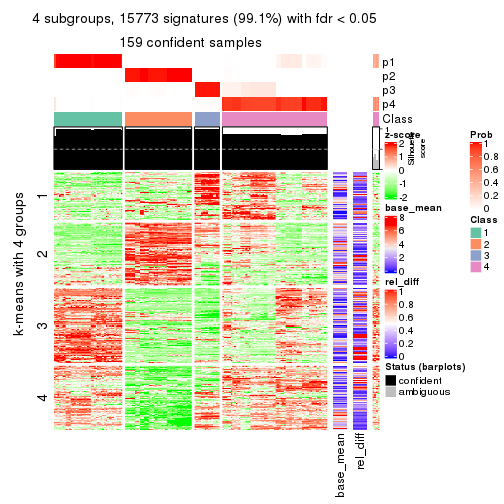 4 subgroups, 15773 signatures (99.1%) with fdr < 0.05
159 confident samples
p1
p2
p3
p4
Class
1
Silhouette
score
z-score
2
1
0
-1
-2
Prob
1
0.8
0.6
0.4
0.2
0
base_mean
8
6
4
2
0
Class
1
2
3
4
rel_diff
1
0.8
0.6
0.4
0.2
0
Status (barplots)
confident
ambiguous
k-means with 4 groups
1
2
3
4
base_mean
rel_diff